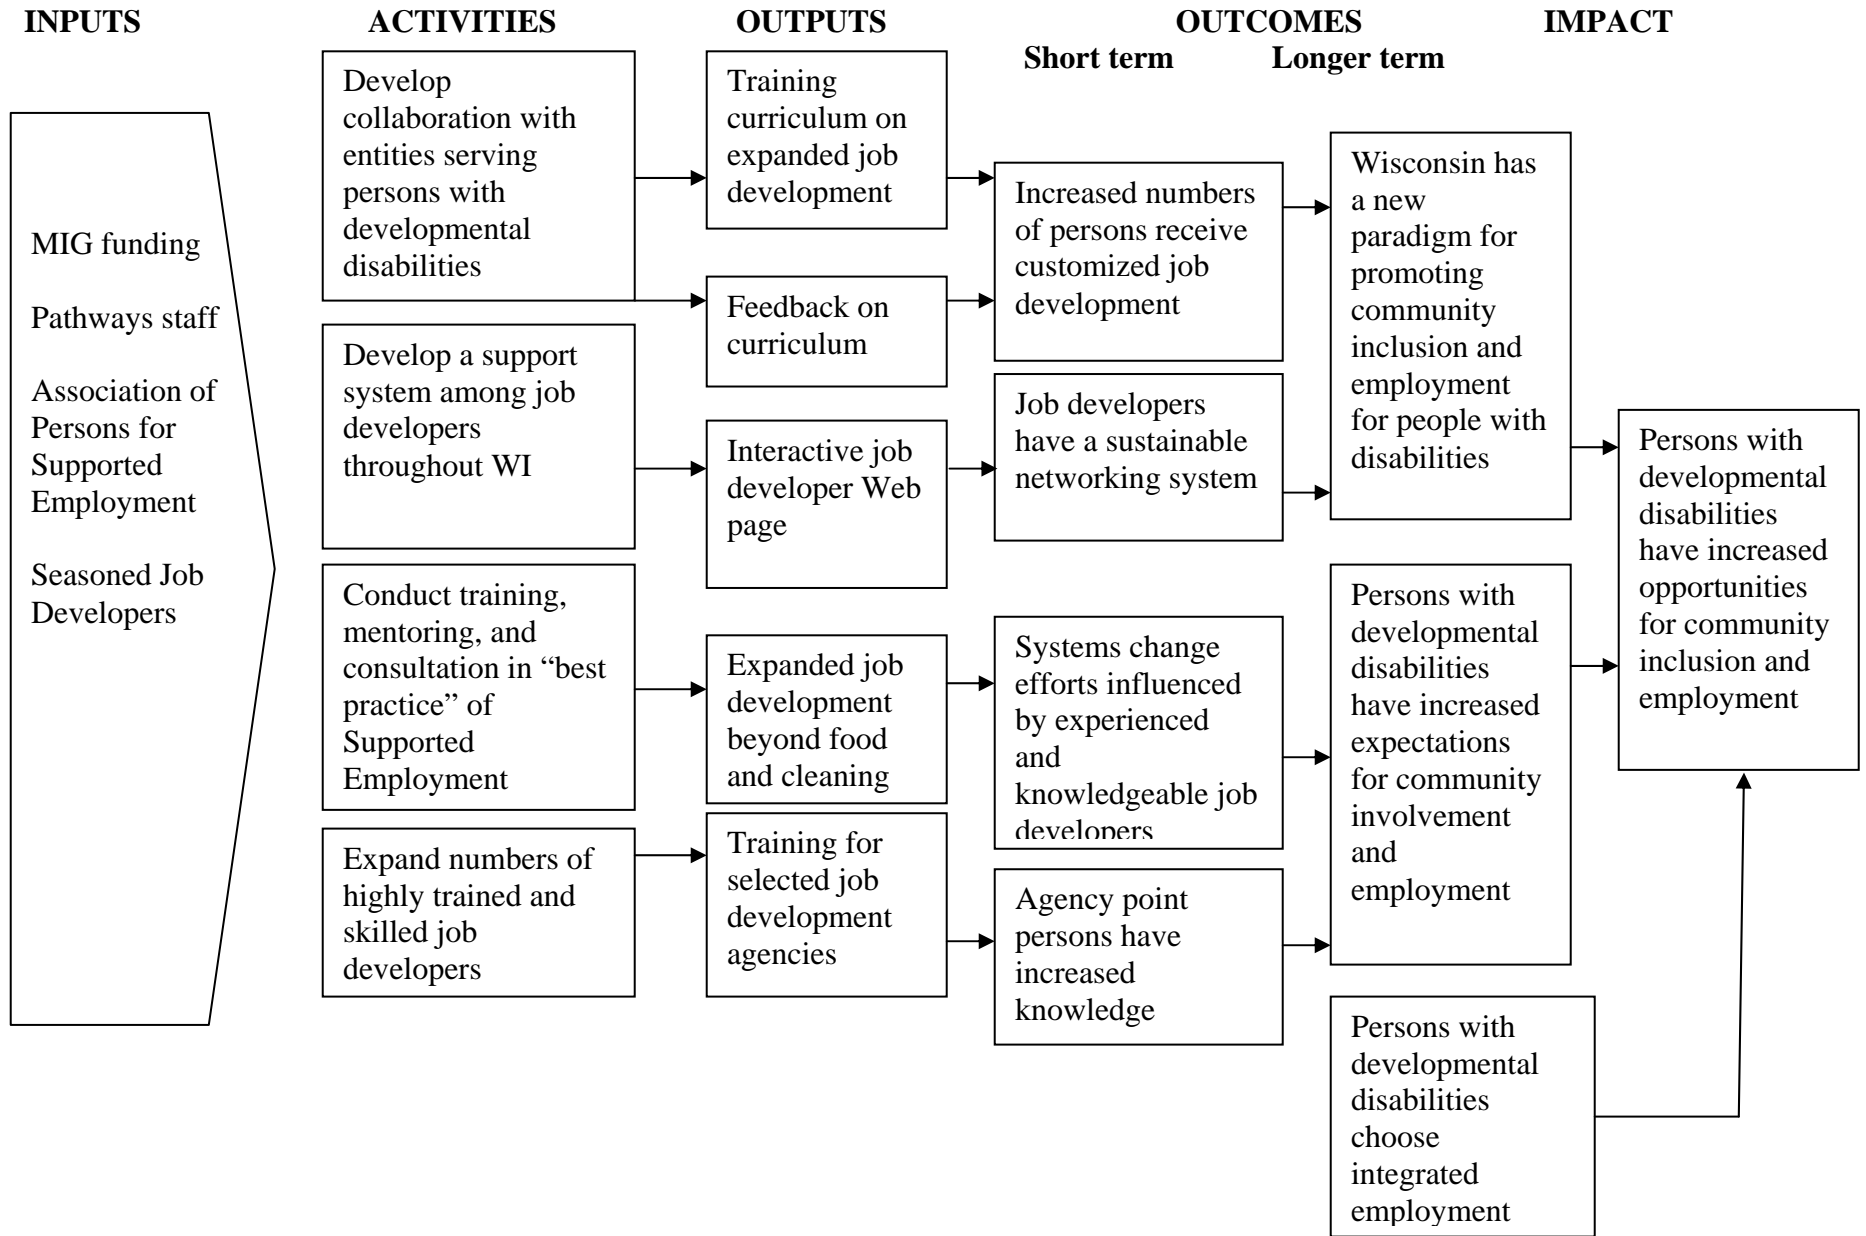 INPUTS
ACTIVITIES
OUTPUTS
OUTCOMES
IMPACT
Short term
Longer term
MIG funding
Pathways staff
Association of
Persons for
Supported
Employment
Seasoned Job
Developers
Develop
collaboration with
entities serving
persons with
developmental
disabilities
Develop a support
system among job
developers
throughout WI
Conduct training,
mentoring, and
consultation in “best
practice” of
Supported
Employment
Expand numbers of
highly trained and
skilled job
developers
Training
curriculum on
expanded job
development
Feedback on
curriculum
Interactive job
developer Web
page
Expanded job
development
beyond food
and cleaning
Training for
selected job
development
agencies
Increased numbers
of persons receive
customized job
development
Job developers
have a sustainable
networking system
Systems change
efforts influenced
by experienced
and
knowledgeable job
developers
Agency point
persons have
increased
knowledge
Wisconsin has
a new
paradigm for
promoting
community
inclusion and
employment
for people with
disabilities
Persons with
developmental
disabilities
have increased
expectations
for community
involvement
and
employment
Persons with
developmental
disabilities
choose
integrated
employment
Persons with
developmental
disabilities
have increased
opportunities
for community
inclusion and
employment